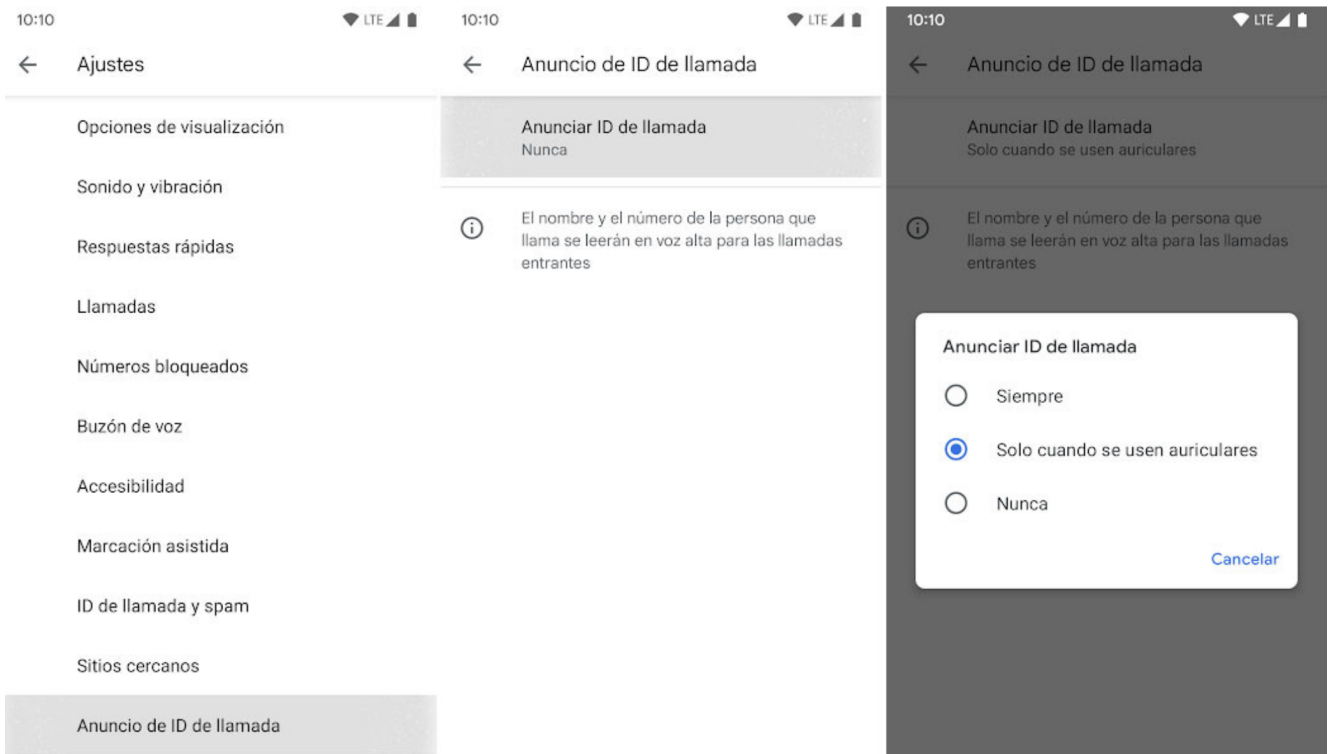 10:10
LTE
Ajustes
Opciones de visualización
Sonido y vibración
Respuestas rápidas
Llamadas
Números bloqueados
Buzón de voz
Accesibilidad
Marcación asistida
ID de llamada y spam
Sitios cercanos
Anuncio de ID de llamada
10:10
LTE
Anuncio de ID de llamada
Anunciar ID de llamada
Nunca
El nombre y el número de la persona que
llama se leerán en voz alta para las llamadas
entrantes
10:10
LTE
Anuncio de ID de llamada
Anunciar ID de llamada
Solo cuando se usen auriculares
El nombre y el número de la persona que
llama se leerán en voz alta para las llamadas
entrantes
Anunciar ID de llamada
Siempre
Solo cuando se usen auriculares
Nunca
Cancelar